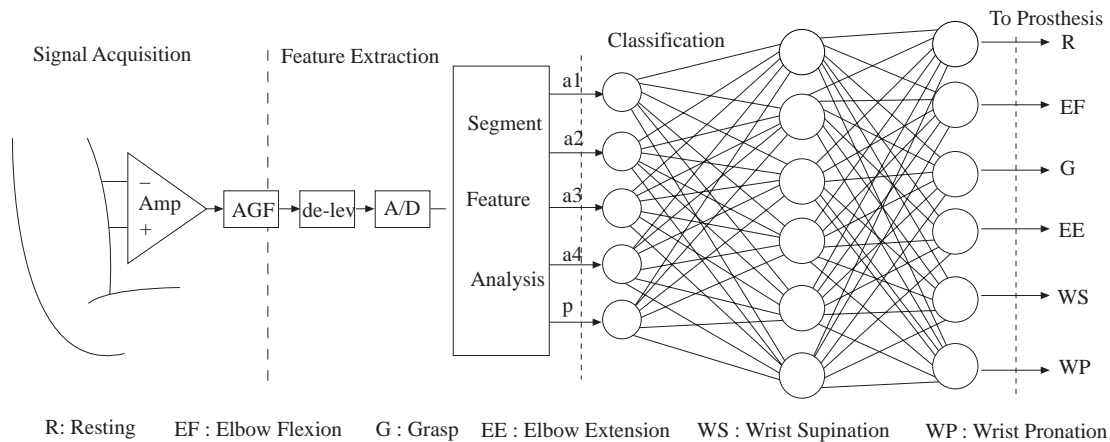 Signal Acquisition
Feature Extraction
Classification
To Prosthesis
−
Amp
+
AGF
de-lev
A/D
Segment
Feature
Analysis
a1
a2
a3
a4
p
R
EF
G
EE
WS
WP
R: Resting EF : Elbow Flexion G : Grasp EE : Elbow Extension WS : Wrist Supination WP : Wrist Pronation